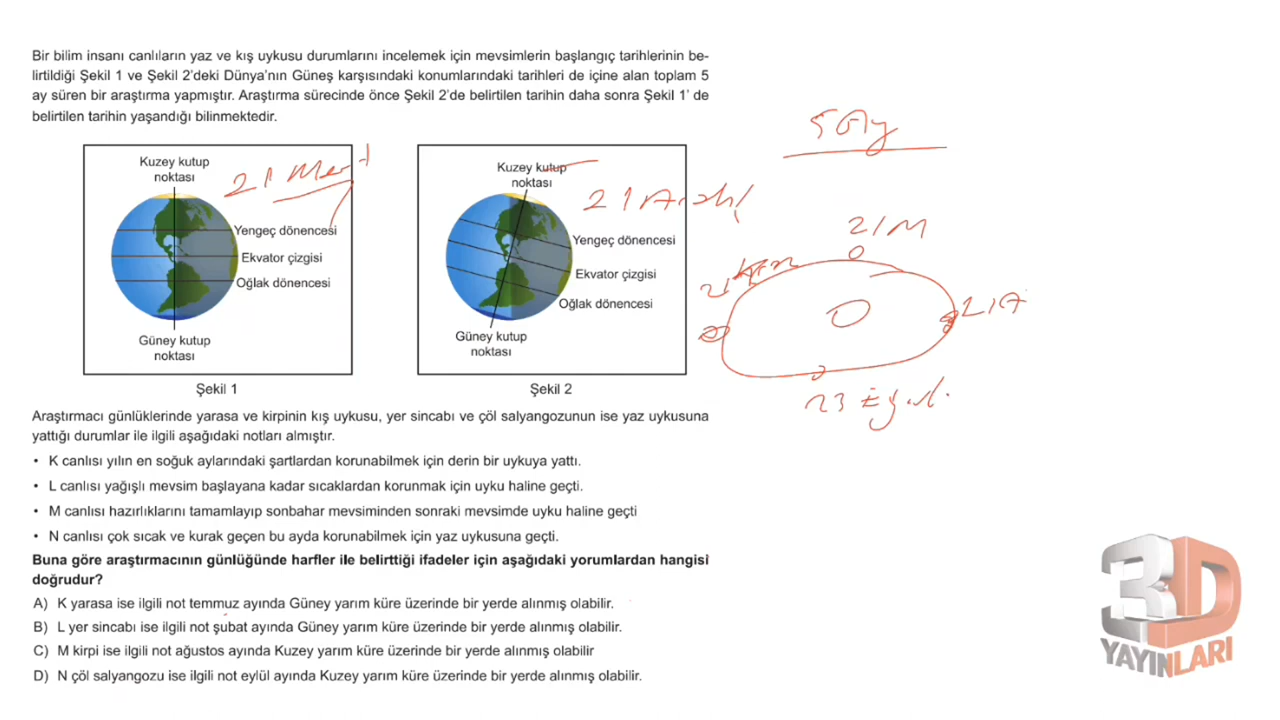 Bir bilim insanı canlıların yaz ve kış uykusu durumlarını incelemek için mevsimlerin başlangıç tarihlerinin be-
lirtildiği Şekil 1 ve Şekil 2’deki Dünya’nın Güneş karşısındaki konumlarındaki tarihleri de içine alan toplam 5
ay süren bir araştırma yapmıştır. Araştırma sürecinde önce Şekil 2’de belirtilen tarihin daha sonra Şekil 1’ de
belirtilen tarihin yaşandığı bilinmektedir.
5 Ay
Kuzey kutup
noktası
21 Mart
Yengeç dönencesi
Ekvator çizgisi
Oğlak dönencesi
Güney kutup
noktası
Şekil 1
Kuzey kutup
noktası
21 Aralı
Yengeç dönencesi
Ekvator çizgisi
Oğlak dönencesi
Güney kutup
noktası
Şekil 2
21 M
21 A
23 Eylül
Araştırmacı günlüklerinde yarasa ve kirpinin kış uykusu, yer sincabı ve çöl salyangozunun ise yaz uykusuna
yattığı durumlar ile ilgili aşağıdaki notları almıştır.
• K canlısı yılın en soğuk aylarındaki şartlardan korunabilmek için derin bir uykuya yattı.
• L canlısı yağışlı mevsim başlayana kadar sıcaklardan korunmak için uyku haline geçti.
• M canlısı hazırlıklarını tamamlayıp sonbahar mevsiminden sonraki mevsimde uyku haline geçti
• N canlısı çok sıcak ve kurak geçen bu ayda korunabilmek için yaz uykusuna geçti.
Buna göre araştırmacının günlüğünde harfler ile belirttiği ifadeler için aşağıdaki yorumlardan hangisi
doğrudur?
A) K yarasa ise ilgili not temmuz ayında Güney yarım küre üzerinde bir yerde alınmış olabilir.
B) L yer sincabı ise ilgili not şubat ayında Güney yarım küre üzerinde bir yerde alınmış olabilir.
C) M kirpi ise ilgili not ağustos ayında Kuzey yarım küre üzerinde bir yerde alınmış olabilir
D) N çöl salyangozu ise ilgili not eylül ayında Kuzey yarım küre üzerinde bir yerde alınmış olabilir.
3D
YAYINLARI